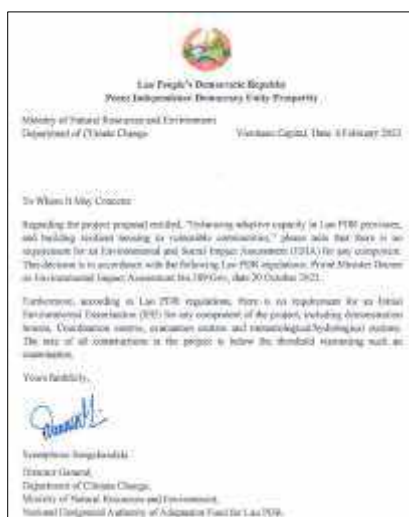 Lao People's Democratic Republic
Peace Independence Democracy Unity Prosperity
Ministry of Natural Resources and Environment
Department of Climate Change Vientiane Capital, Date 6 February 2023
To Whom It May Concern
Regarding the project proposal entitled, "Enhancing adaptive capacity in Lao PDR provinces,
and building resilient housing in vulnerable communities," please note that there is no
requirement for an Environmental and Social Impact Assessment (ESIA) for any component.
This decision is in accordance with the following Lao PDR regulations: Prime Minister Decree
on Environmental Impact Assessment No. 389/Gov, date 20 October 2022.
Furthermore, according to Lao PDR regulations, there is no requirement for an Initial
Environmental Examination (IEE) for any component of the project, including demonstration
houses, Coordination centres, evacuation centres and meteorological/hydrological stations.
The size of all constructions in the project is below the threshold warranting such an
examination.
Yours faithfully,
Director General,
Department of Climate Change,
Ministry of Natural Resources and Environment,
National Designated Authority of Adaptation Fund for Lao PDR.